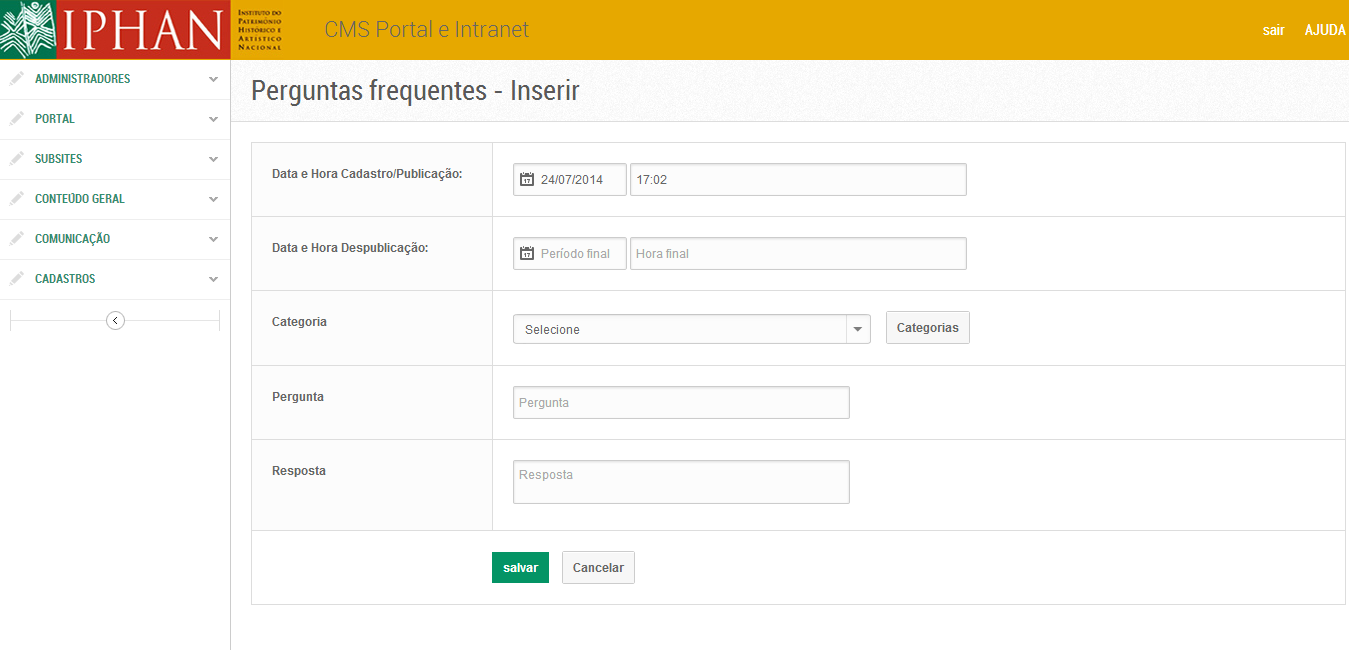 IPHAN
INSTITUTO DO
PATRIMÔNIO
HISTÓRICO E
ARTÍSTICO
NACIONAL
CMS Portal e Intranet
sair AJUDA
ADMINISTRADORES
PORTAL
SUBSITES
CONTEÚDO GERAL
COMUNICAÇÃO
CADASTROS
Perguntas frequentes - Inserir
Data e Hora Cadastro/Publicação: 17 24/07/2014 17:02
Data e Hora Despublicação: 17 Período final Hora final
Categoria Selecione Categorias
Pergunta Pergunta
Resposta Resposta
salvar Cancelar